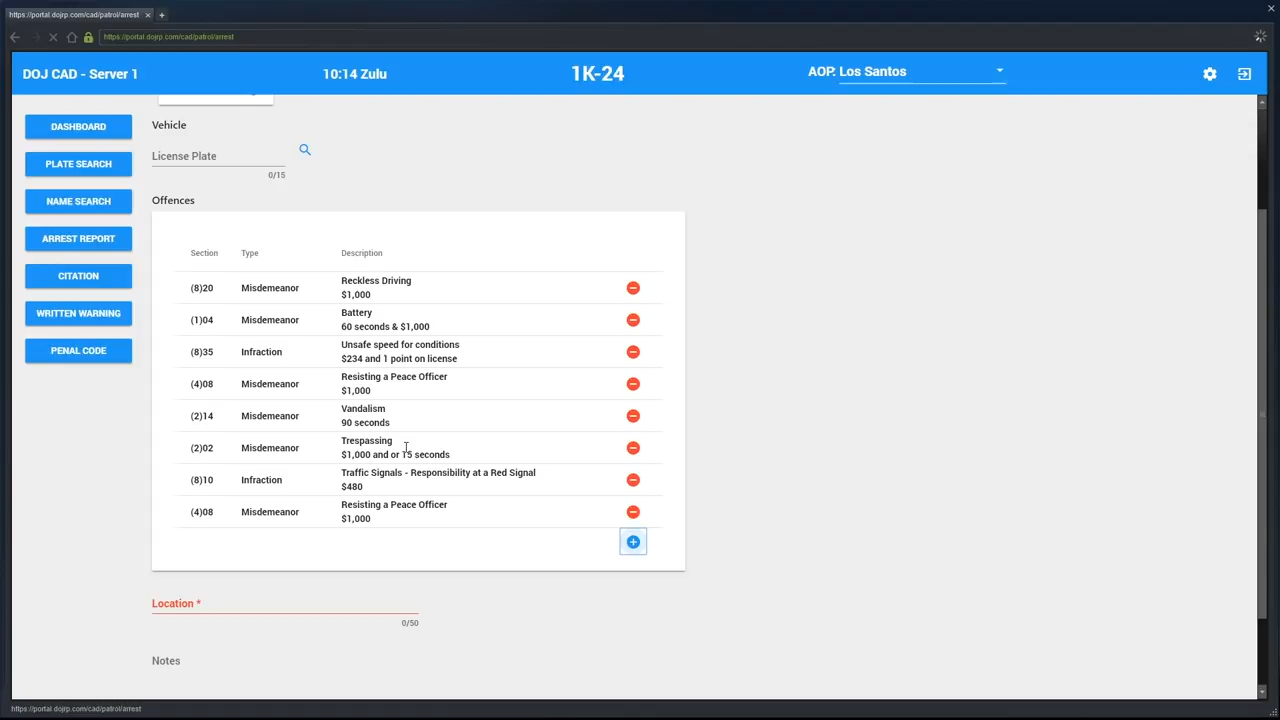 https://portal.dojrp.com/cad/patrol/arrest
https://portal.dojrp.com/cad/patrol/arrest
DOJ CAD - Server 1
10:14 Zulu
1K-24
AOP: Los Santos
DASHBOARD
PLATE SEARCH
NAME SEARCH
ARREST REPORT
CITATION
WRITTEN WARNING
PENAL CODE
Vehicle
License Plate
0/15
Offences
Section Type Description
(8)20 Misdemeanor Reckless Driving
$1,000
(1)04 Misdemeanor Battery
60 seconds & $1,000
(8)35 Infraction Unsafe speed for conditions
$234 and 1 point on license
(4)08 Misdemeanor Resisting a Peace Officer
$1,000
(2)14 Misdemeanor Vandalism
90 seconds
(2)02 Misdemeanor Trespassing
$1,000 and or 15 seconds
(8)10 Infraction Traffic Signals - Responsibility at a Red Signal
$480
(4)08 Misdemeanor Resisting a Peace Officer
$1,000
Location *
0/50
Notes
https://portal.dojrp.com/cad/patrol/arrest